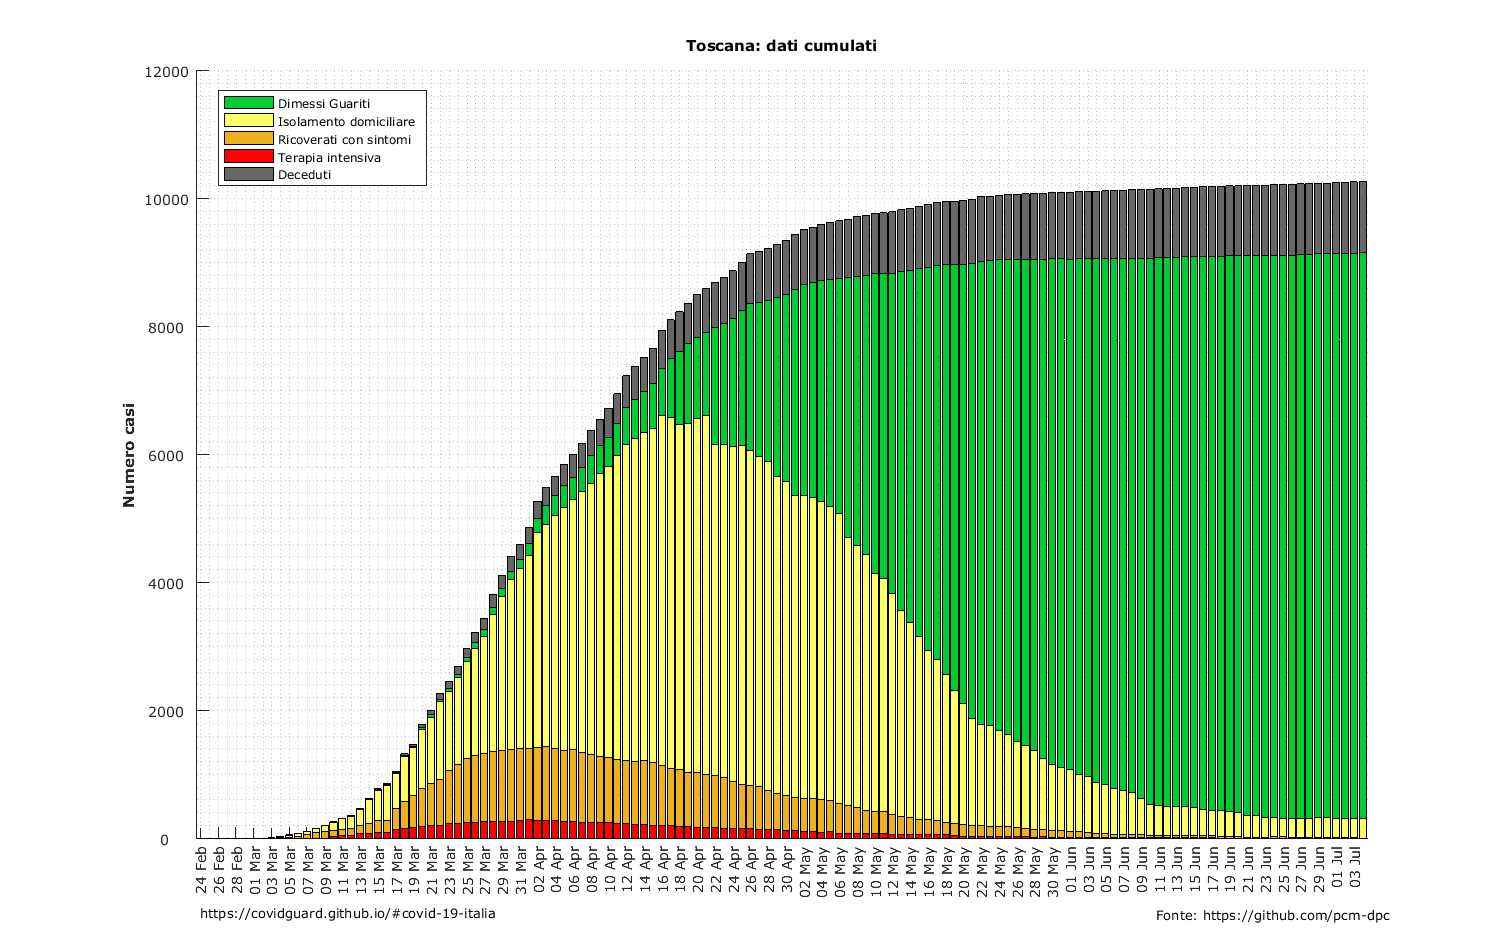 Toscana: dati cumulati
12000
10000
8000
6000
4000
2000
0
Numero casi
Dimessi Guariti
Isolamento domiciliare
Ricoverati con sintomi
Terapia intensiva
Deceduti
24 Feb
26 Feb
28 Feb
01 Mar
03 Mar
05 Mar
07 Mar
09 Mar
11 Mar
13 Mar
15 Mar
17 Mar
19 Mar
21 Mar
23 Mar
25 Mar
27 Mar
29 Mar
31 Mar
02 Apr
04 Apr
06 Apr
08 Apr
10 Apr
12 Apr
14 Apr
16 Apr
18 Apr
20 Apr
22 Apr
24 Apr
26 Apr
28 Apr
30 Apr
02 May
04 May
06 May
08 May
10 May
12 May
14 May
16 May
18 May
20 May
22 May
24 May
26 May
28 May
30 May
01 Jun
03 Jun
05 Jun
07 Jun
09 Jun
11 Jun
13 Jun
15 Jun
17 Jun
19 Jun
21 Jun
23 Jun
25 Jun
27 Jun
29 Jun
01 Jul
03 Jul
https://covidguard.github.io/#covid-19-italia
Fonte: https://github.com/pcm-dpc